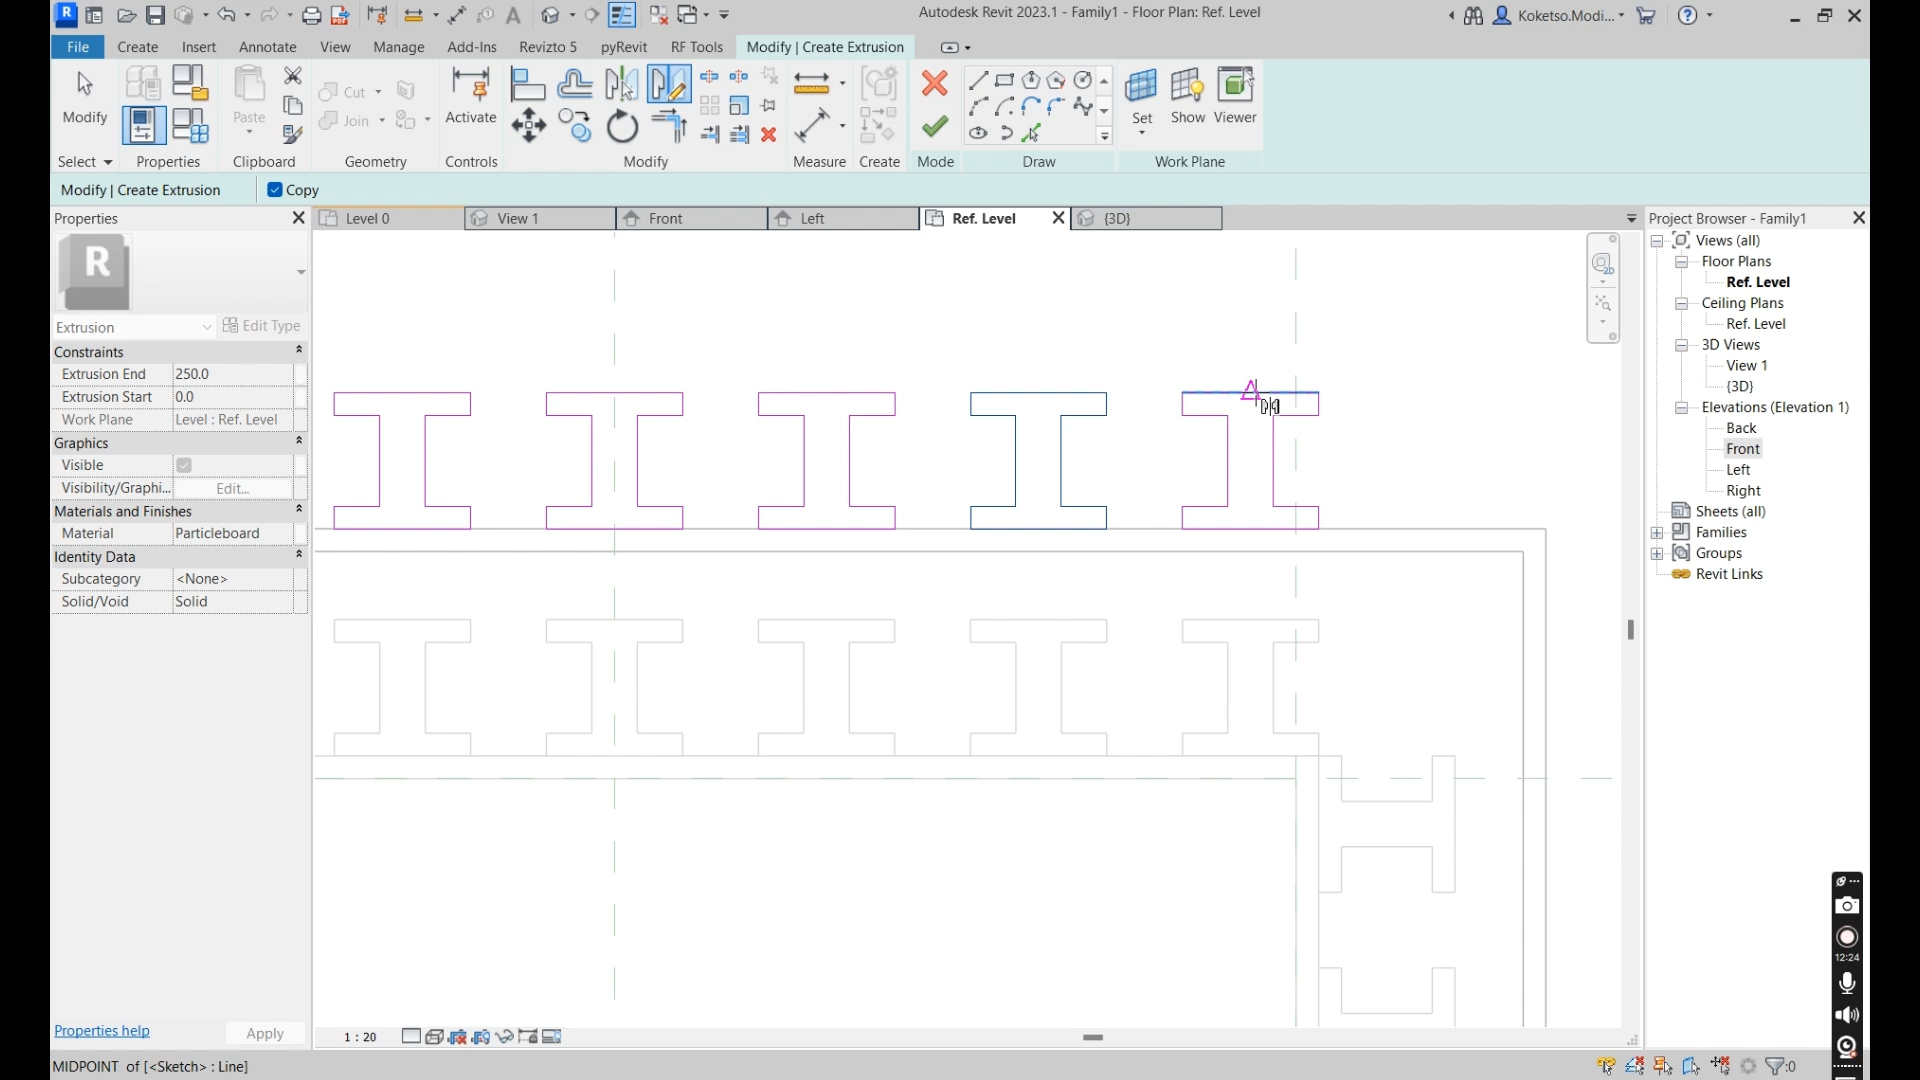 Autodesk Revit 2023.1 - Family1 - Floor Plan: Ref. Level
Koketso.Modi...
File Create Insert Annotate View Manage Add-Ins Revizto 5 pyRevit RF Tools Modify | Create Extrusion
Modify
Paste
Cut
Join
Activate
Set
Show
Viewer
Select Properties Clipboard Geometry Controls Modify Measure Create Mode Draw Work Plane
Modify | Create Extrusion Copy
Properties
Level 0
View 1
Front
Left
Ref. Level
{3D}
Project Browser - Family1
R
Extrusion
Edit Type
Constraints
Extrusion End 250.0
Extrusion Start 0.0
Work Plane Level : Ref. Level
Graphics
Visible
Visibility/Graphi... Edit...
Materials and Finishes
Material Particleboard
Identity Data
Subcategory <None>
Solid/Void Solid
2D
Views (all)
Floor Plans
Ref. Level
Ceiling Plans
Ref. Level
3D Views
View 1
{3D}
Elevations (Elevation 1)
Back
Front
Left
Right
Sheets (all)
Families
Groups
Revit Links
12:24
Properties help
Apply
1 : 20
MIDPOINT of [<Sketch> : Line]
:0